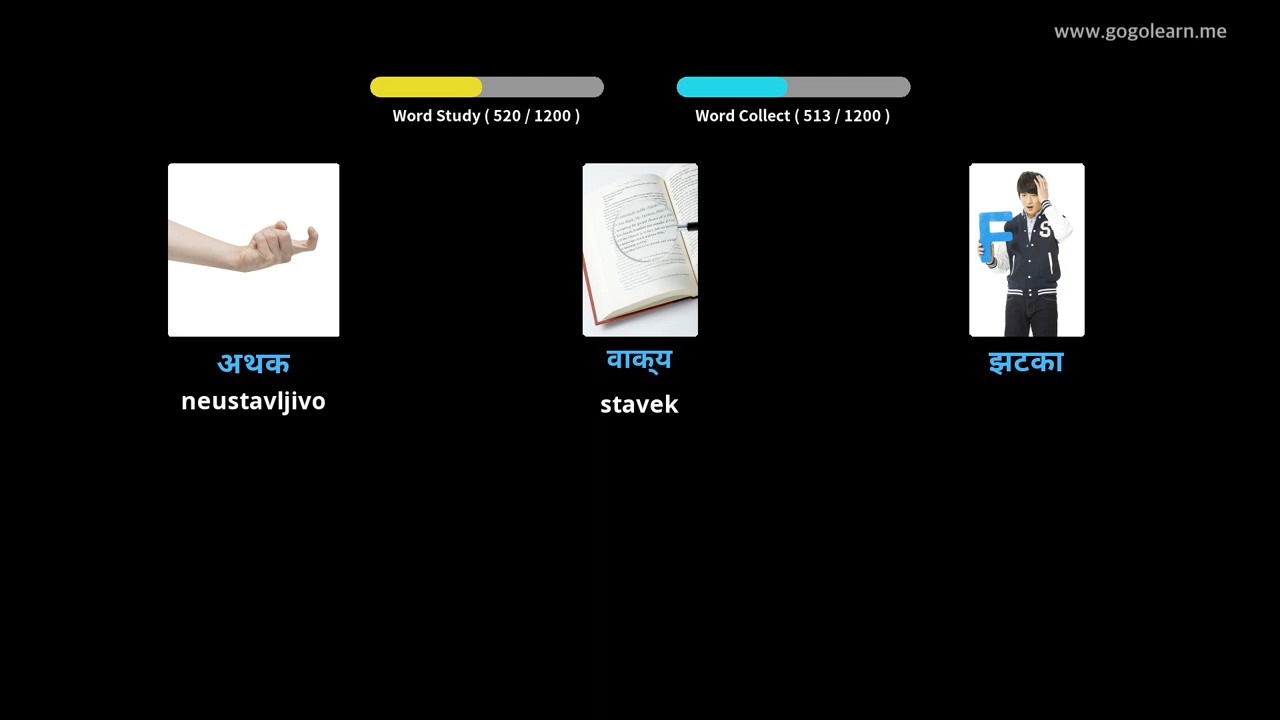 www.gogolearn.me
Word Study ( 520 / 1200 )
Word Collect ( 513 / 1200 )
F
S
अथक
वाक्य
झटका
neustavljivo
stavek